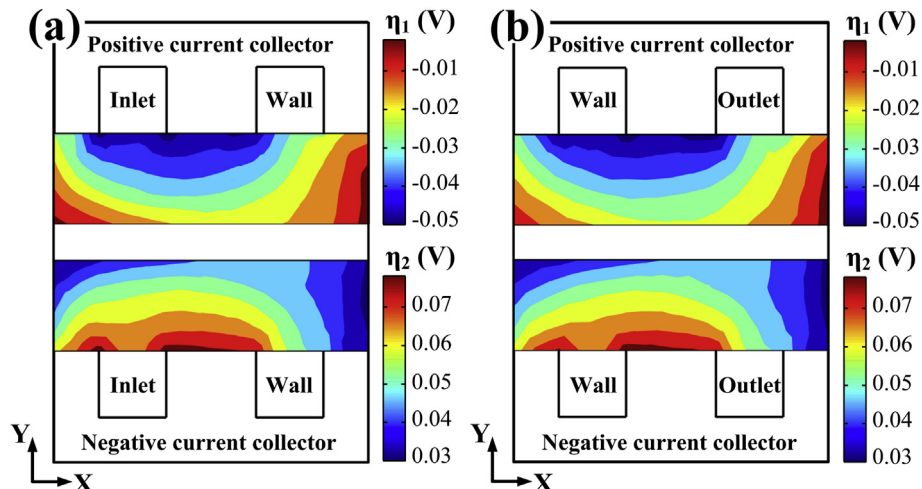 (a)
Positive current collector
Inlet
Wall
η1 (V)
-0.01
-0.02
-0.03
-0.04
-0.05
η2 (V)
0.07
0.06
0.05
0.04
0.03
Inlet
Wall
Negative current collector
Y
X
(b)
Positive current collector
Wall
Outlet
η1 (V)
-0.01
-0.02
-0.03
-0.04
-0.05
η2 (V)
0.07
0.06
0.05
0.04
0.03
Wall
Outlet
Negative current collector
Y
X